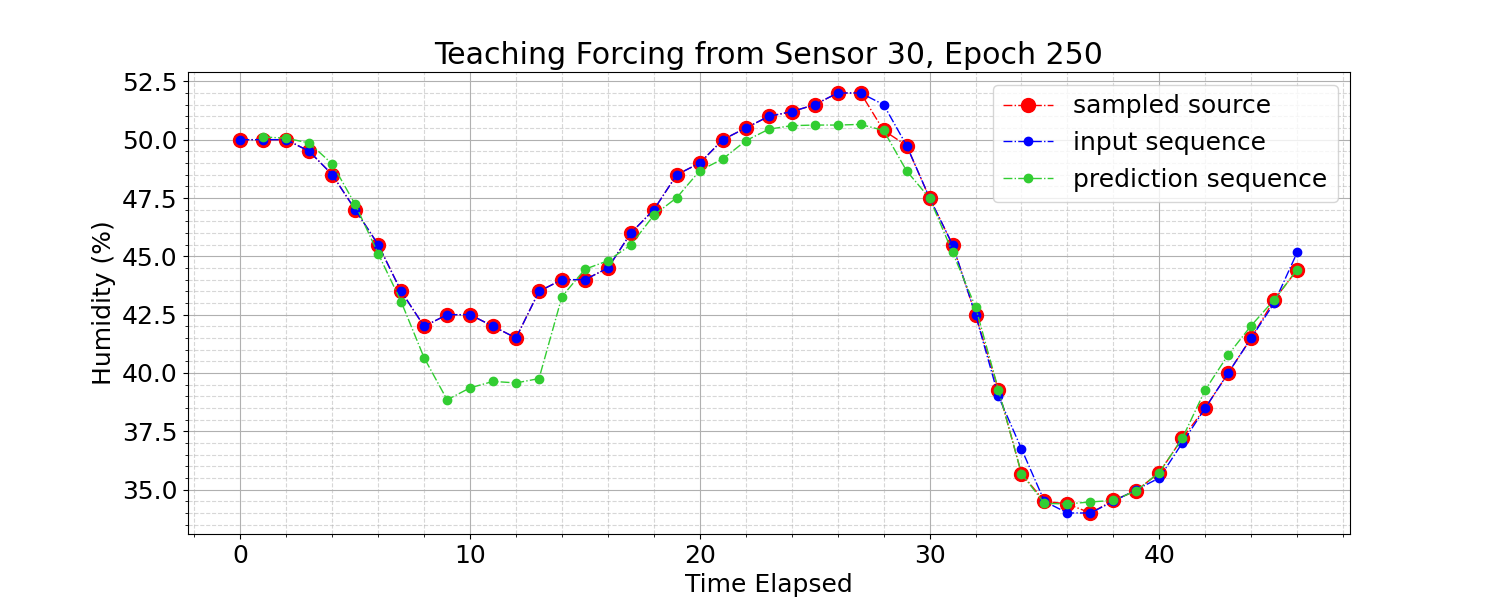 Teaching Forcing from Sensor 30, Epoch 250
52.5
50.0
47.5
45.0
42.5
40.0
37.5
35.0
Humidity (%)
sampled source
input sequence
prediction sequence
0 10 20 30 40
Time Elapsed